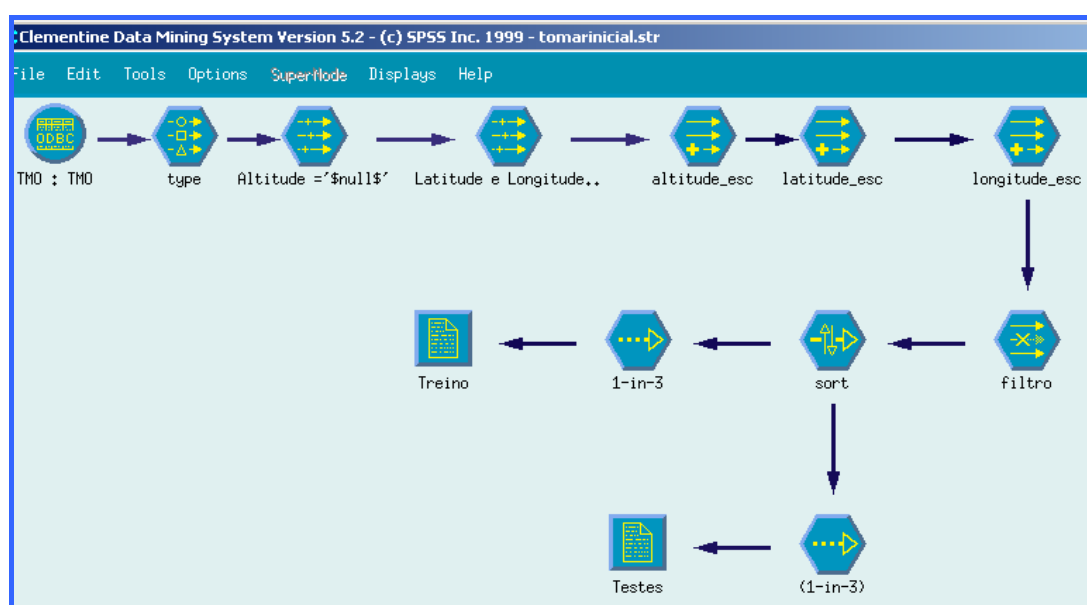 Clementine Data Mining System Version 5.2 - (c) SPSS Inc. 1999 - tomarinicial.str
File Edit Tools Options SuperNode Displays Help
ODBC
TMO : TMO
type
Altitude ='$null$'
Latitude e Longitude..
altitude_esc
latitude_esc
longitude_esc
Treino
1-in-3
sort
filtro
Testes
(1-in-3)